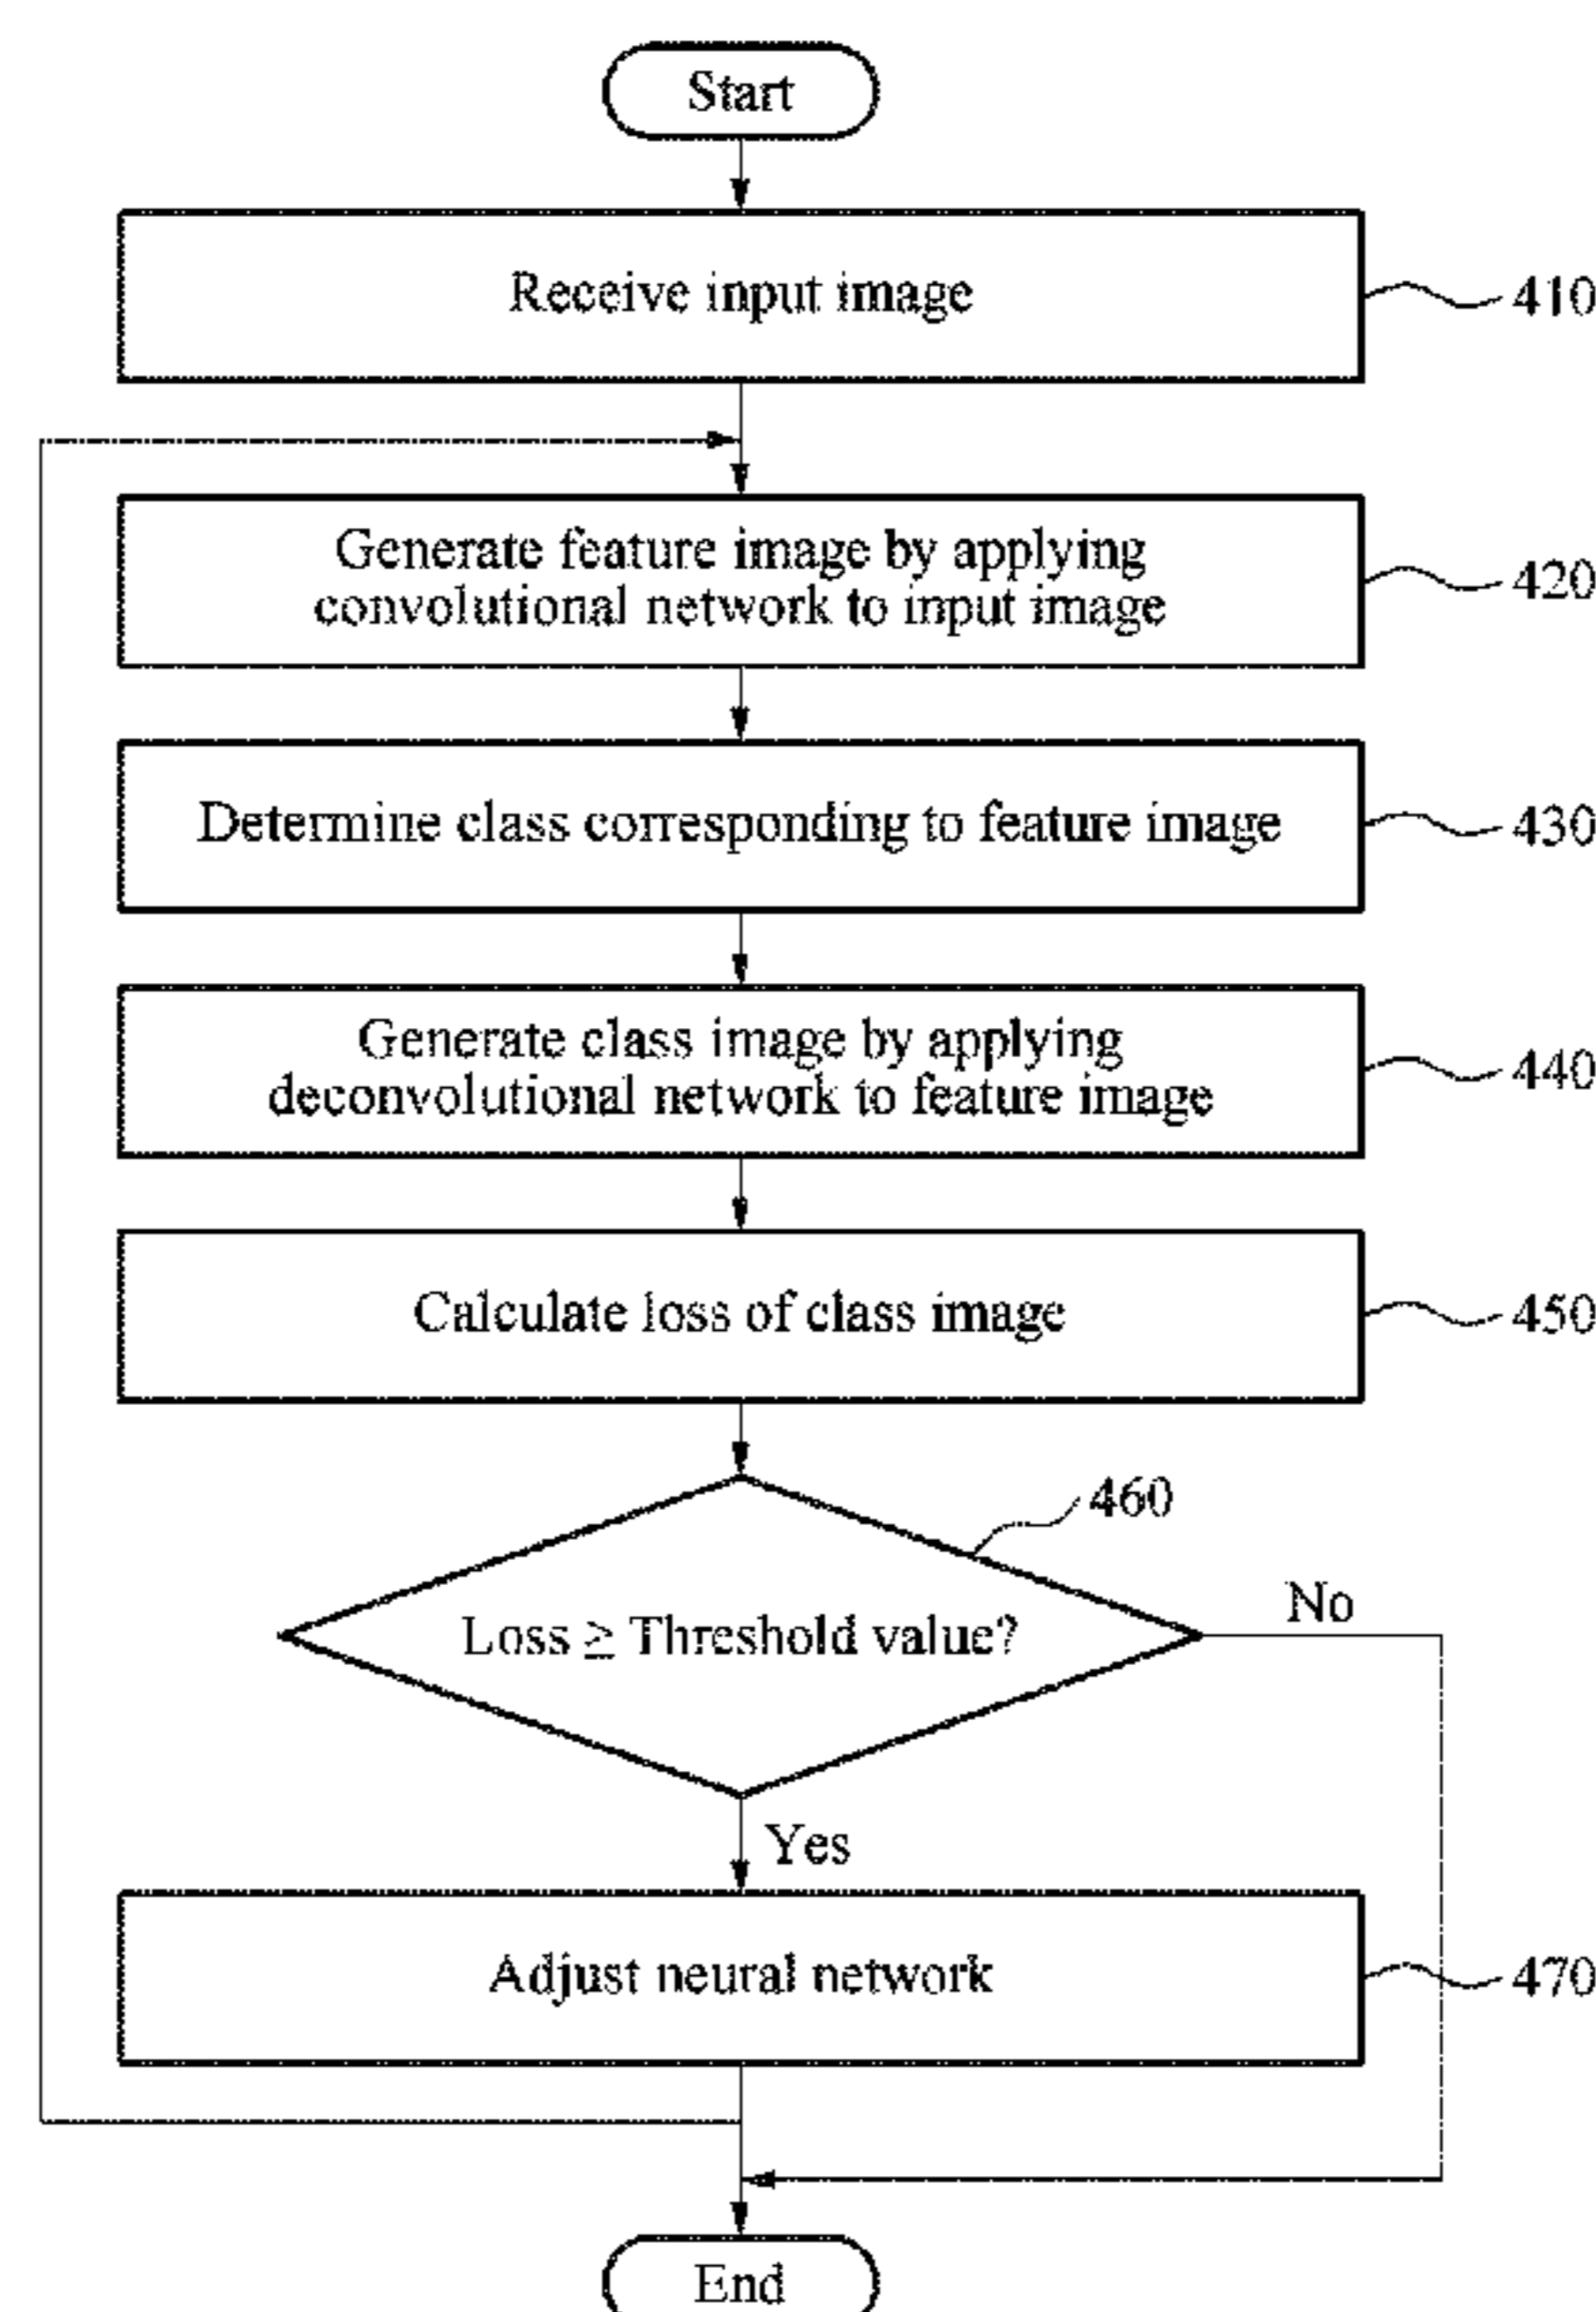 Start
Receive input image
410
Generate feature image by applying
convolutional network to input image
420
Determine class corresponding to feature image
430
Generate class image by applying
deconvolutional network to feature image
440
Calculate loss of class image
450
460
Loss ≥ Threshold value?
No
Yes
Adjust neural network
470
End